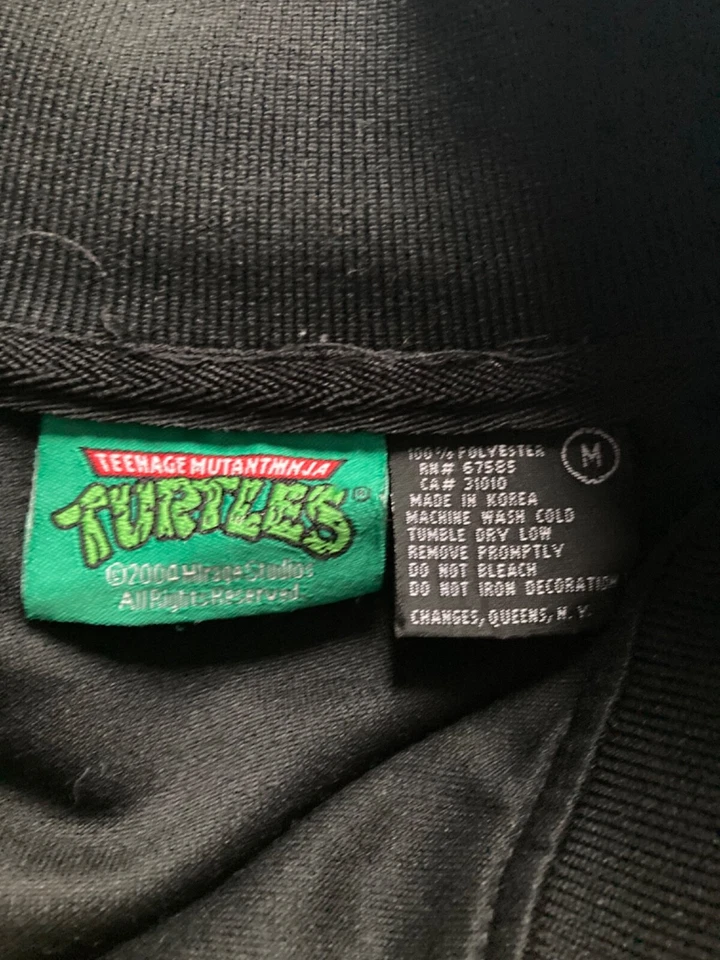 TEENAGE MUTANT NINJA
TURTLES®
©2004 Mirage Studios
All Rights Reserved.
M
100% POLYESTER
RN# 67585
CA# 31010
MADE IN KOREA
MACHINE WASH COLD
TUMBLE DRY LOW
REMOVE PROMPTLY
DO NOT BLEACH
DO NOT IRON DECORATION
CHANGES, QUEENS, N.Y.